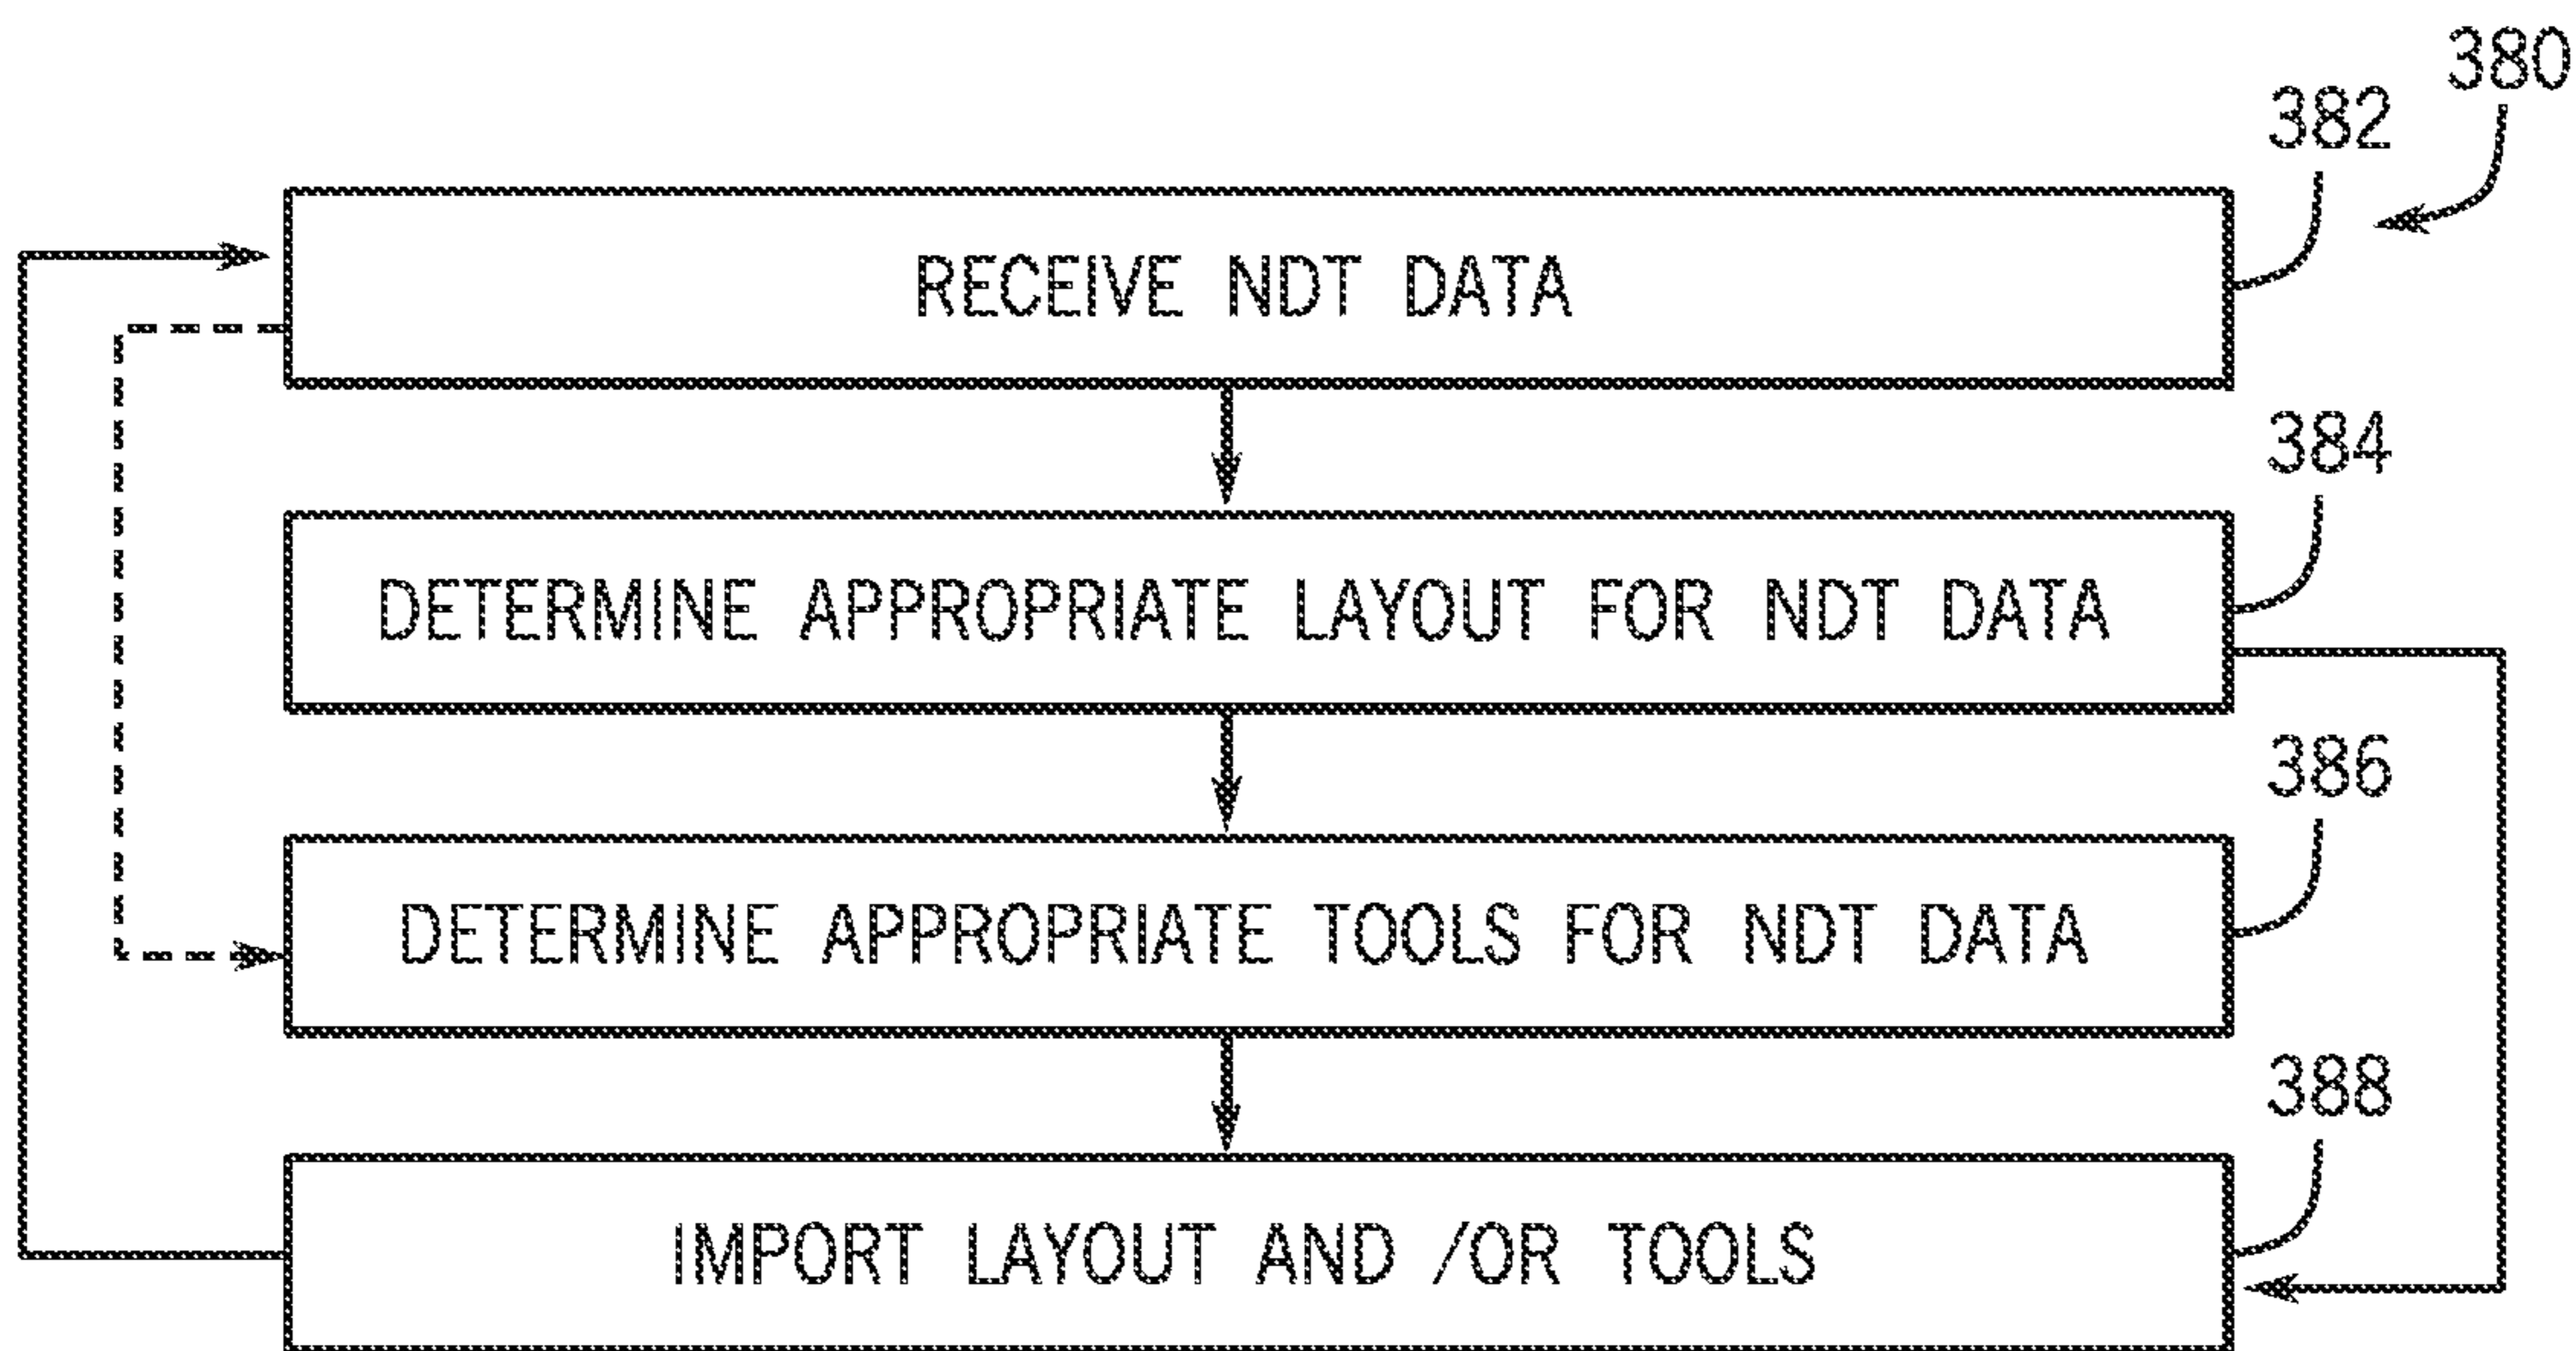 380
382
RECEIVE NDT DATA
384
DETERMINE APPROPRIATE LAYOUT FOR NDT DATA
386
DETERMINE APPROPRIATE TOOLS FOR NDT DATA
388
IMPORT LAYOUT AND /OR TOOLS